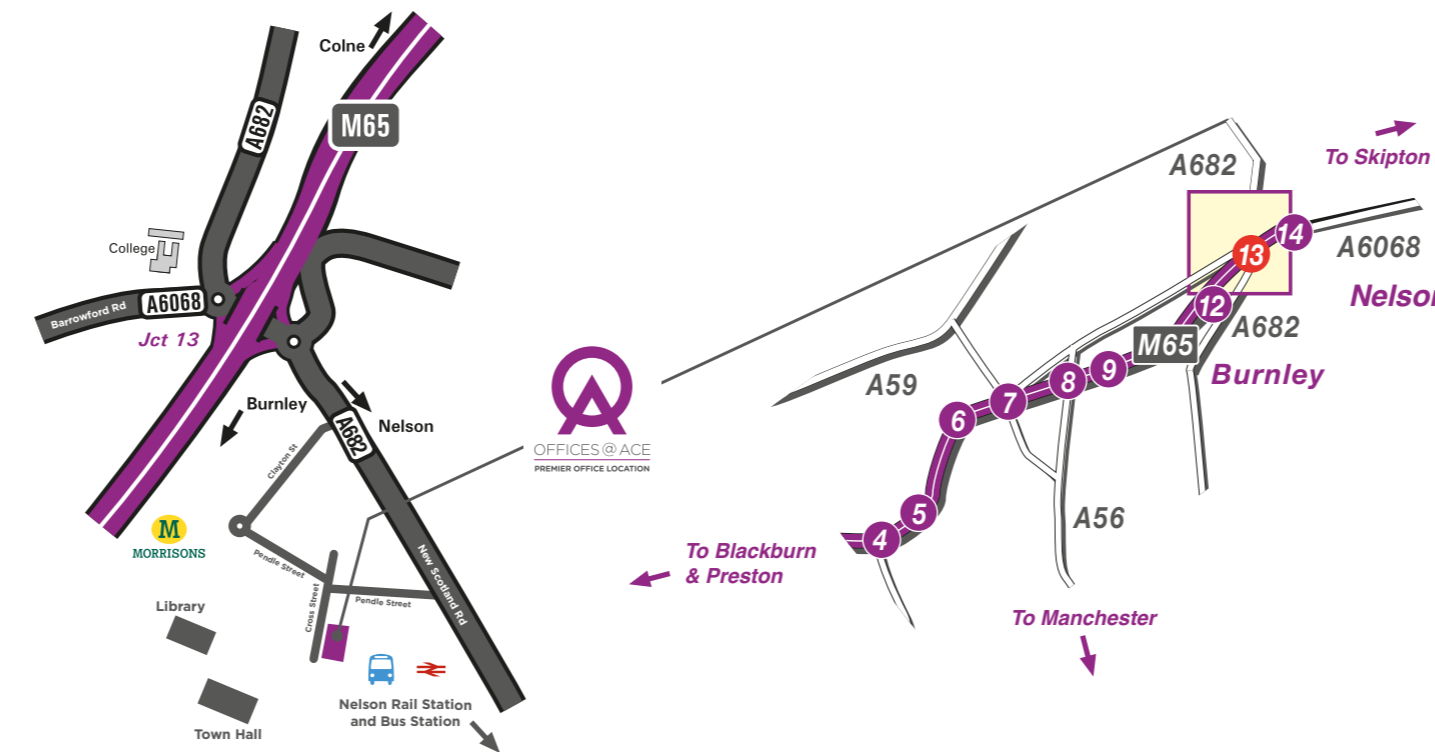 Colne
M65
A682
College
Barrowford Rd
A6068
Jct 13
Burnley
Nelson
A682
Clayton St
M
MORRISONS
Pendle Street
Cross Street
Pendle Street
New Scotland Rd
Library
Town Hall
Nelson Rail Station
and Bus Station
OFFICES@ACE
PREMIER OFFICE LOCATION
To Skipton
A682
14
13
A6068
Nelson
12
A682
M65
Burnley
A59
9
8
7
6
5
4
A56
To Blackburn
& Preston
To Manchester